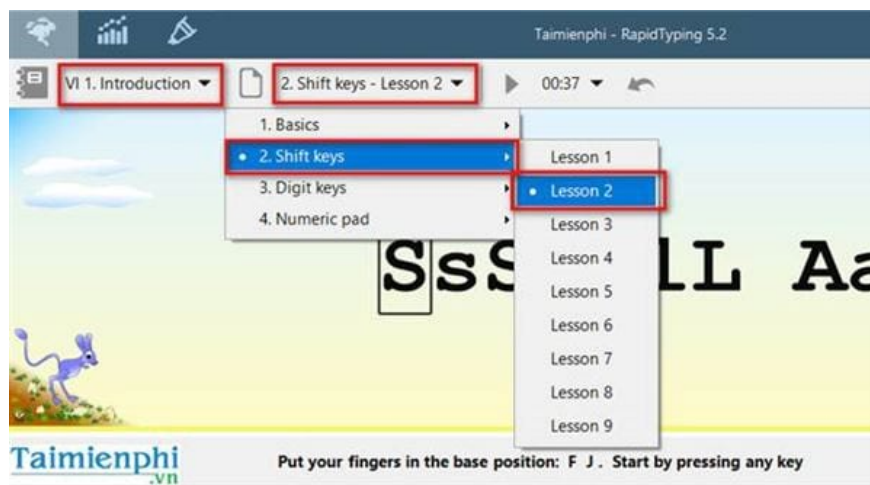 Taimienphi - RapidTyping 5.2
VI 1. Introduction
2. Shift keys - Lesson 2
00:37
1. Basics
2. Shift keys
3. Digit keys
4. Numeric pad
Lesson 1
Lesson 2
Lesson 3
Lesson 4
Lesson 5
Lesson 6
Lesson 7
Lesson 8
Lesson 9
SsS lL Aa
Taimienphi
.vn
Put your fingers in the base position: F J . Start by pressing any key